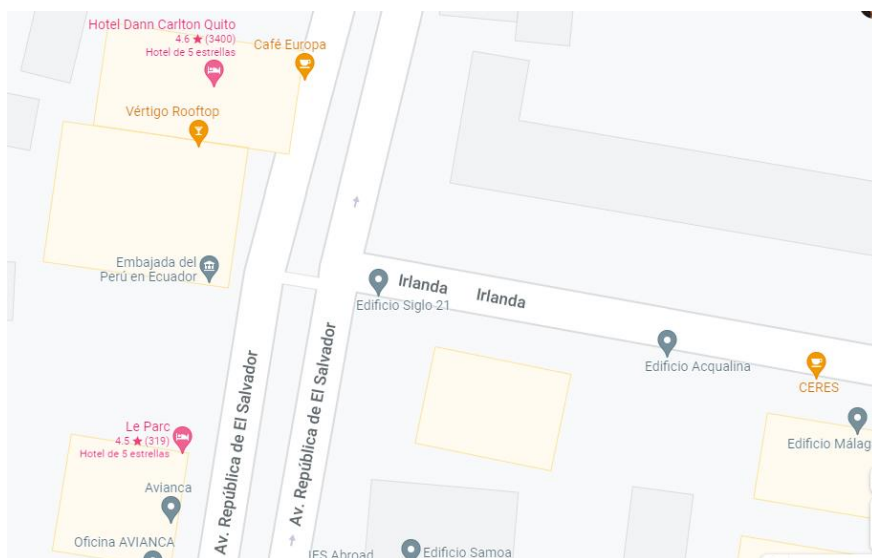 Hotel Dann Carlton Quito
4.6 ★ (3400)
Hotel de 5 estrellas
Café Europa
Vértigo Rooftop
Embajada del
Perú en Ecuador
Irlanda
Irlanda
Edificio Siglo 21
Edificio Acqualina
CERES
Av. República de El Salvador
Av. República de El Salvador
Le Parc
4.5 ★ (319)
Hotel de 5 estrellas
Edificio Málag
Avianca
Oficina AVIANCA
IES Abroad
Edificio Samoa